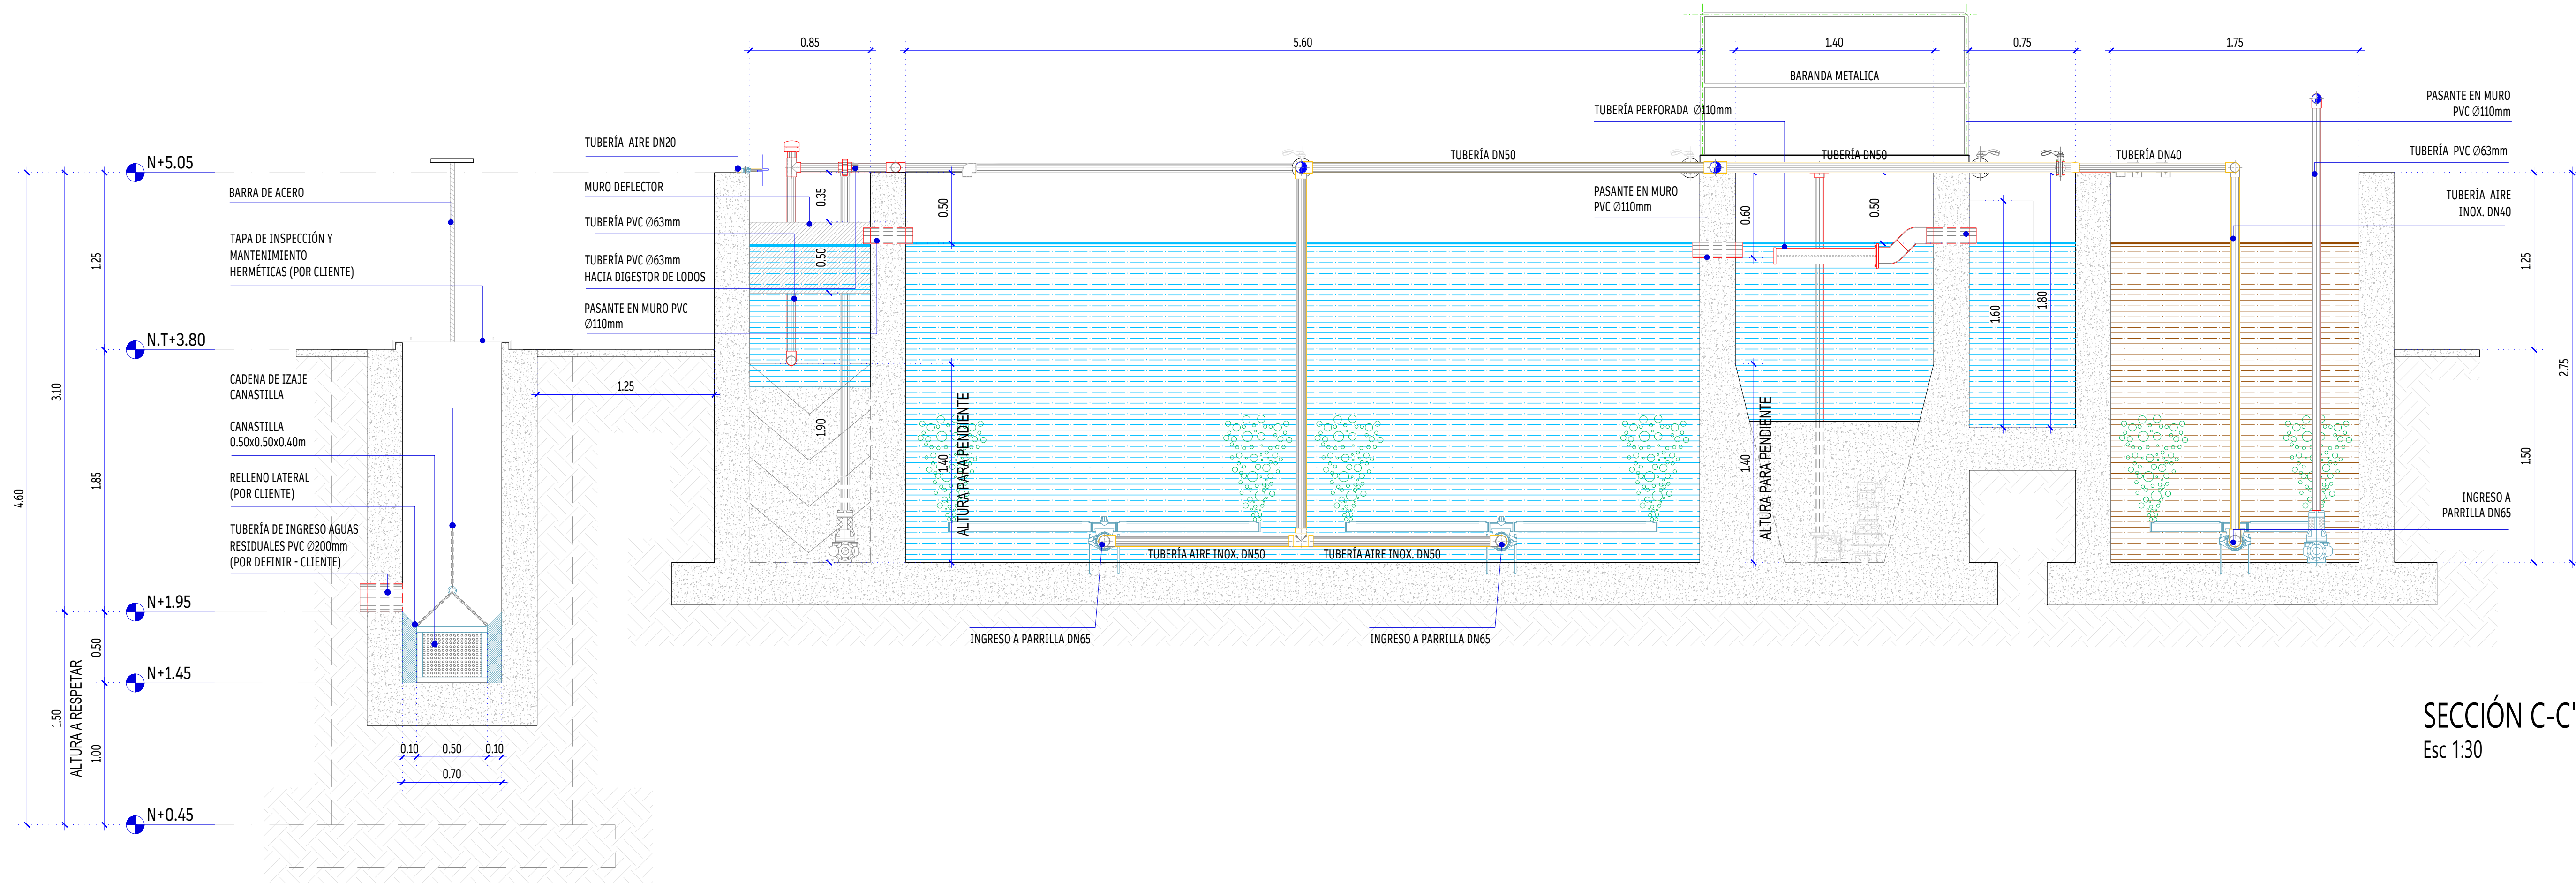 0.85
5.60
1.40
0.75
1.75
BARANDA METALICA
TUBERÍA PERFORADA Ø110mm
PASANTE EN MURO
PVC Ø110mm
TUBERÍA AIRE DN20
TUBERÍA DN50
TUBERÍA DN50
TUBERÍA DN40
TUBERÍA PVC Ø63mm
N+5.05
BARRA DE ACERO
MURO DEFLECTOR
PASANTE EN MURO
PVC Ø110mm
TUBERÍA AIRE
INOX. DN40
TUBERÍA PVC Ø63mm
0.35
0.50
0.60
0.50
TAPA DE INSPECCIÓN Y
MANTENIMIENTO
HERMÉTICAS (POR CLIENTE)
TUBERÍA PVC Ø63mm
HACIA DIGESTOR DE LODOS
0.50
1.25
1.25
PASANTE EN MURO PVC
Ø110mm
1.60
1.80
N.T+3.80
2.75
CADENA DE IZAJE
CANASTILLA
1.25
3.10
CANASTILLA
0.50x0.50x0.40m
1.90
1.40
ALTURA PARA PENDIENTE
1.40
ALTURA PARA PENDIENTE
1.50
RELLENO LATERAL
(POR CLIENTE)
1.85
4.60
INGRESO A
PARRILLA DN65
TUBERÍA DE INGRESO AGUAS
RESIDUALES PVC Ø200mm
(POR DEFINIR - CLIENTE)
TUBERÍA AIRE INOX. DN50
TUBERÍA AIRE INOX. DN50
N+1.95
INGRESO A PARRILLA DN65
INGRESO A PARRILLA DN65
0.50
N+1.45
1.50
ALTURA A RESPETAR
1.00
0.10
0.50
0.10
0.70
N+0.45
SECCIÓN C-C'
Esc 1:30